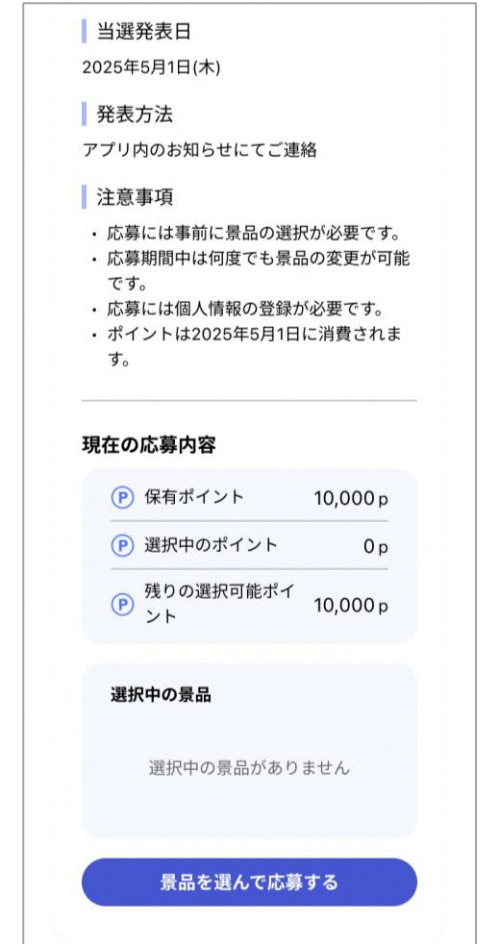 当選発表日
2025年5月1日(木)
発表方法
アプリ内のお知らせにてご連絡
注意事項
・応募には事前に景品の選択が必要です。
・応募期間中は何度でも景品の変更が可能
です。
・応募には個人情報の登録が必要です。
・ポイントは2025年5月1日に消費されま
す。
現在の応募内容
P 保有ポイント 10,000 p
P 選択中のポイント 0 p
P 残りの選択可能ポイ
ント 10,000 p
選択中の景品
選択中の景品がありません
景品を選んで応募する